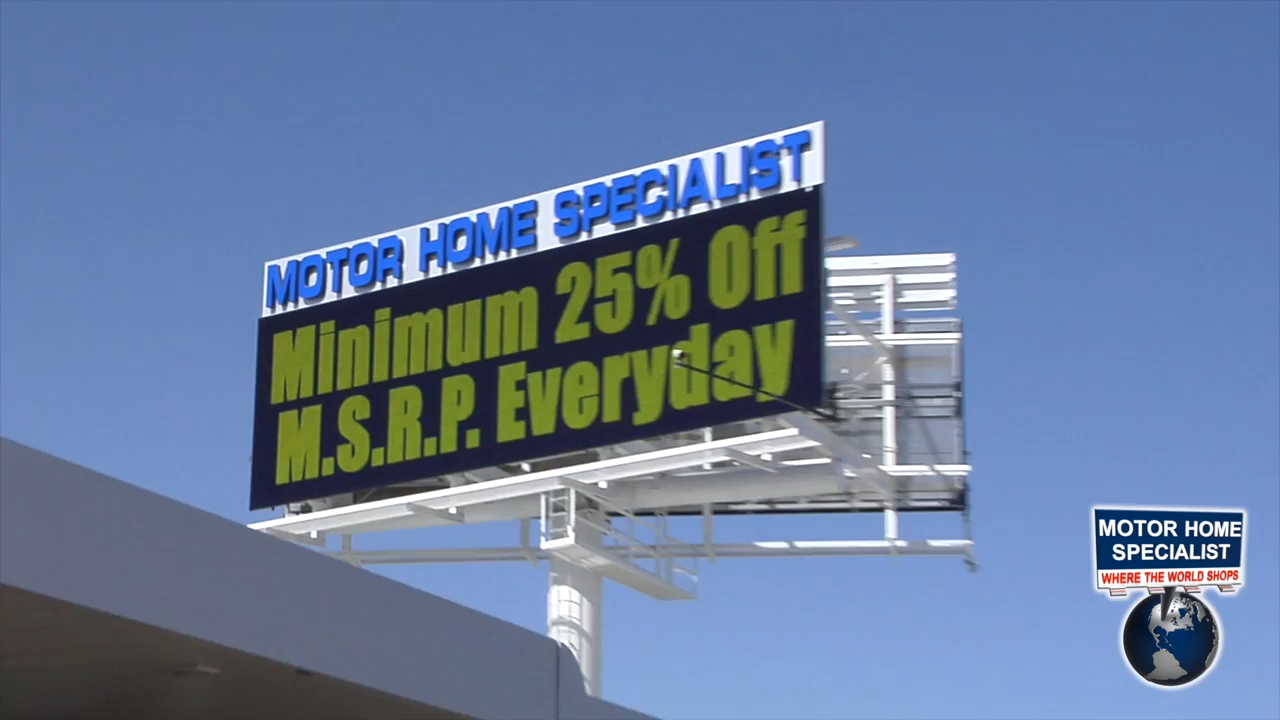 MOTOR HOME SPECIALIST
Minimum 25% Off
M.S.R.P. Everyday
MOTOR HOME
SPECIALIST
WHERE THE WORLD SHOPS